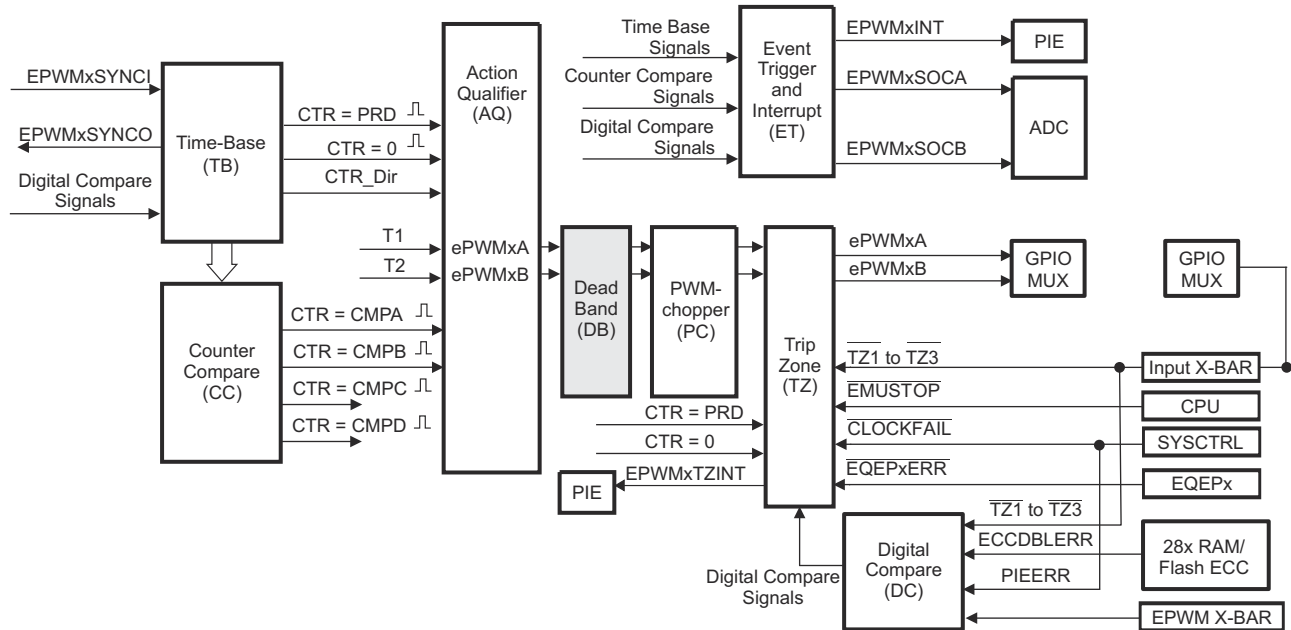 EPWMxSYNCI
EPWMxSYNCO
Digital Compare
Signals
Time-Base
(TB)
CTR = PRD
CTR = 0
CTR_Dir
T1
T2
Action
Qualifier
(AQ)
ePWMxA
ePWMxB
Counter
Compare
(CC)
CTR = CMPA
CTR = CMPB
CTR = CMPC
CTR = CMPD
Time Base
Signals
Counter Compare
Signals
Digital Compare
Signals
Event
Trigger
and
Interrupt
(ET)
EPWMxINT
EPWMxSOCA
EPWMxSOCB
PIE
ADC
Dead
Band
(DB)
PWM-
chopper
(PC)
Trip
Zone
(TZ)
ePWMxA
ePWMxB
GPIO
MUX
GPIO
MUX
TZ1 to TZ3
EMUSTOP
CLOCKFAIL
EQEPxERR
Input X-BAR
CPU
SYSCTRL
EQEPx
CTR = PRD
CTR = 0
EPWMxTZINT
PIE
Digital Compare
Signals
Digital
Compare
(DC)
TZ1 to TZ3
ECCDBLERR
PIEERR
28x RAM/
Flash ECC
EPWM X-BAR